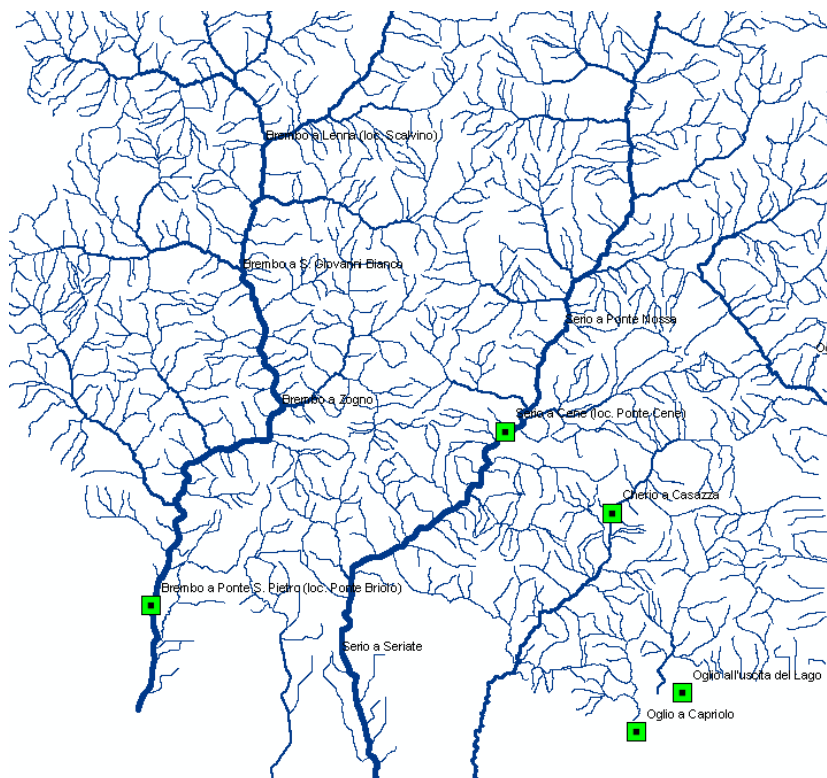 Brembo a Lenna (loc. Scalvino)
Brembo a S. Giovanni Bianco
Serio a Ponte Nossa
Brembo a Zogno
Serio a Cene (loc. Ponte Cene)
Cherio a Casazza
Brembo a Ponte S. Pietro (loc. Ponte Briolo)
Serio a Seriate
Oglio all'uscita del Lago
Oglio a Capriolo